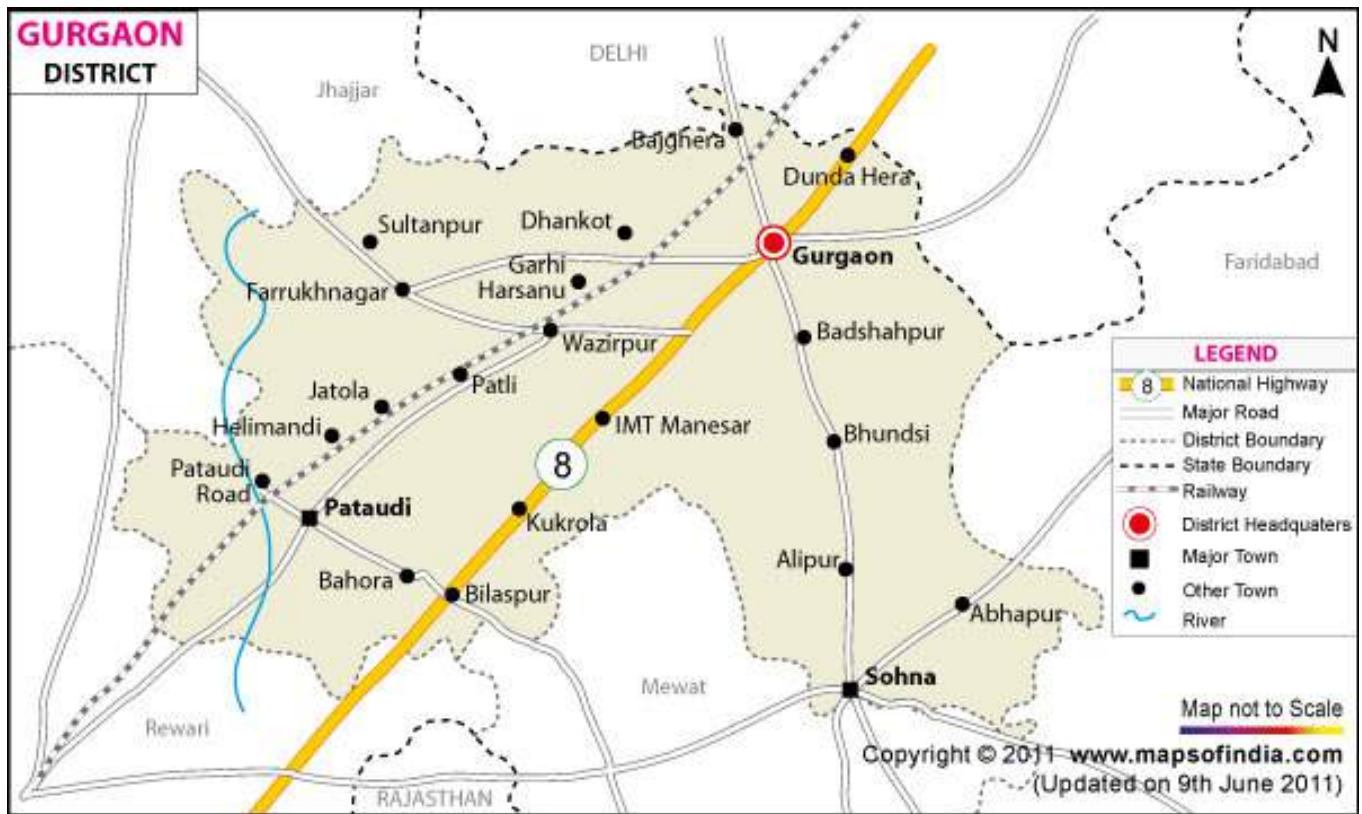 GURGAON
DISTRICT
N
DELHI
Jhajjar
Bajghera
Dunda Hera
Sultanpur
Dhankot
Gurgaon
Faridabad
Garhi
Harsanu
Farrukhnagar
Badshahpur
Wazirpur
LEGEND
8 National Highway
Major Road
District Boundary
State Boundary
Railway
District Headquaters
Major Town
Other Town
River
Patli
Jatola
Helimandi
IMT Manesar
Bhundsi
8
Pataudi
Road
Pataudi
Kukrola
Alipur
Bahora
Bilaspur
Abhapur
Sohna
Mewat
Rewari
RAJASTHAN
Map not to Scale
Copyright © 2011 www.mapsofindia.com
(Updated on 9th June 2011)